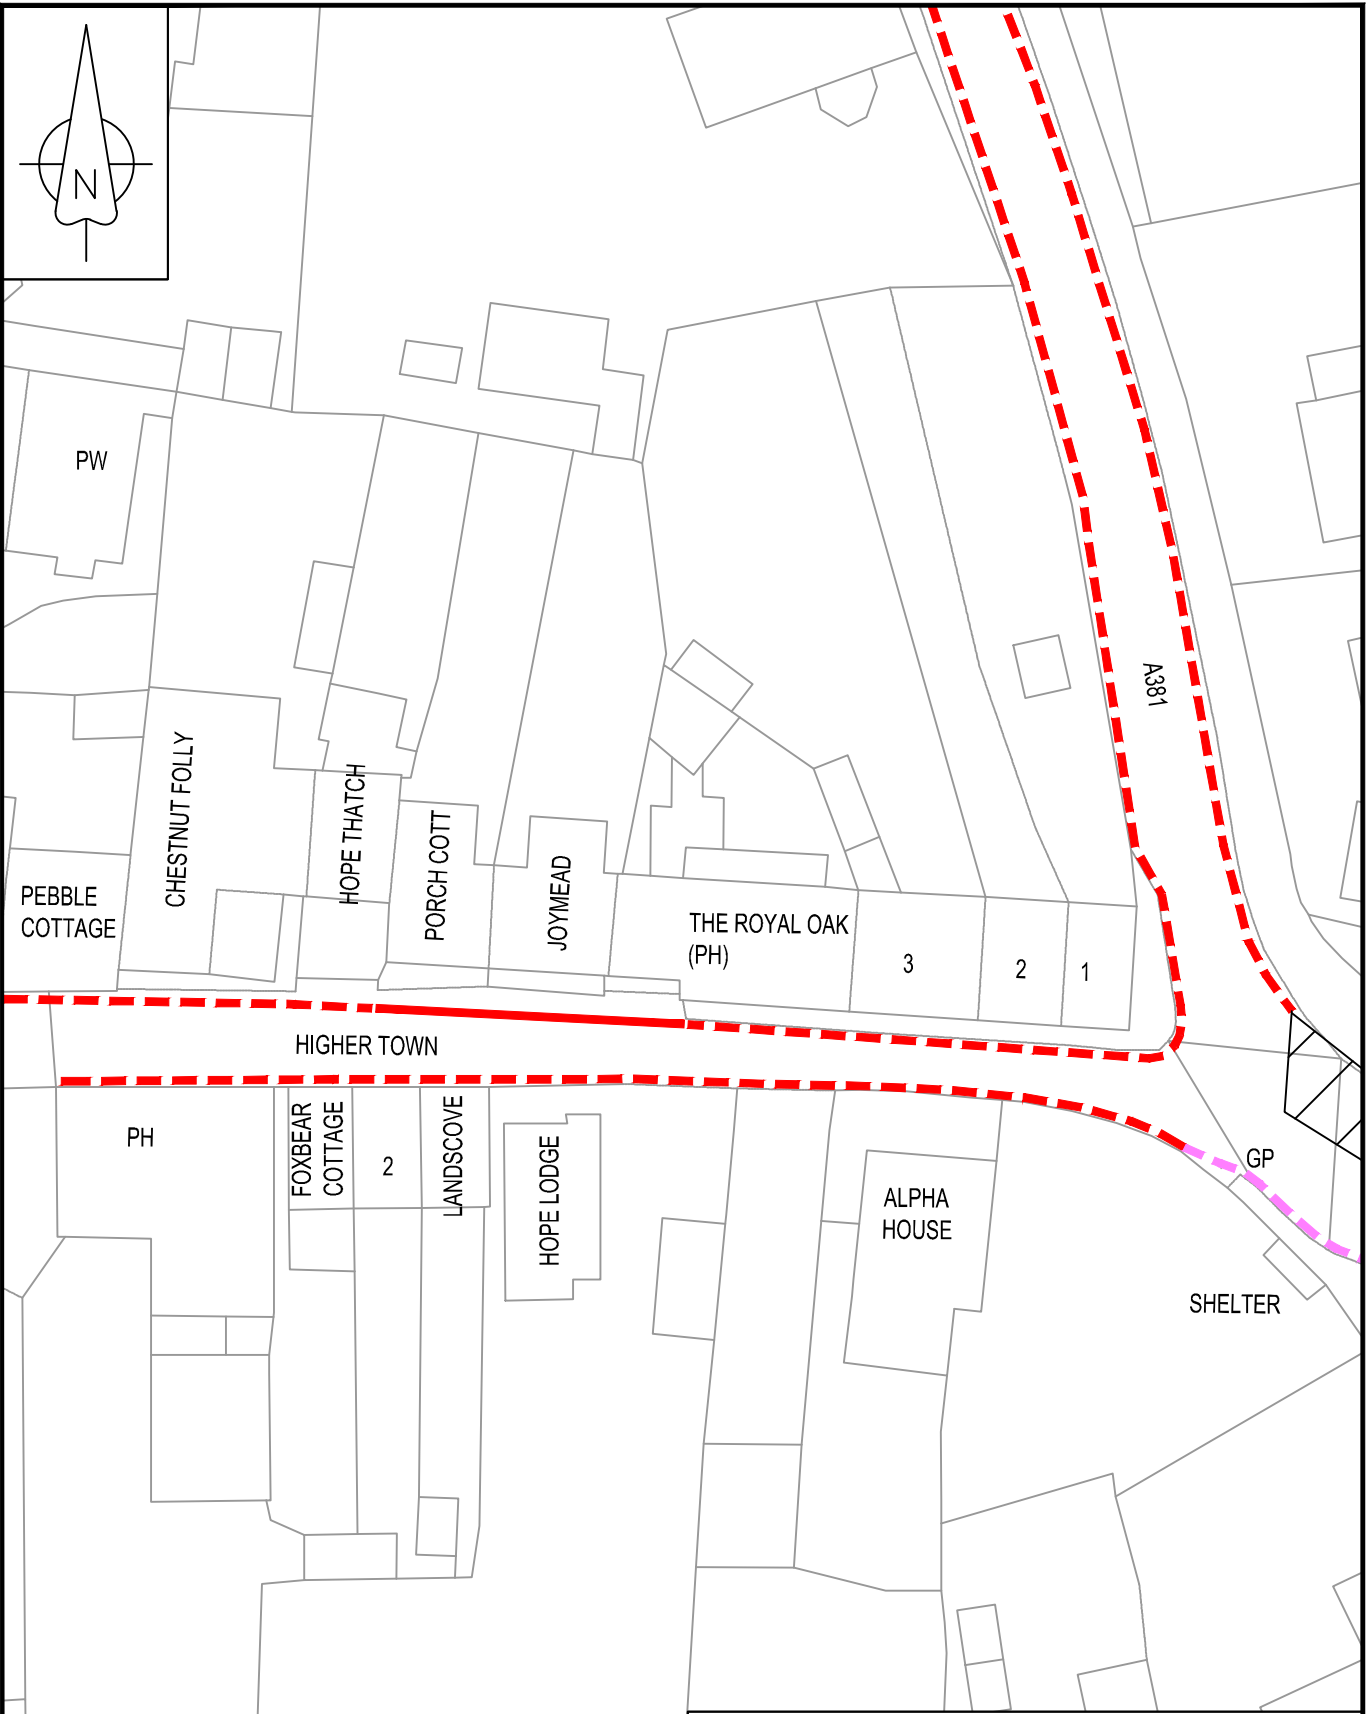 N
PW
A381
CHESTNUT FOLLY
HOPE THATCH
PORCH COTT
JOYMEAD
PEBBLE
COTTAGE
THE ROYAL OAK
(PH)
3
2
1
HIGHER TOWN
PH
FOXBEAR
COTTAGE
2
LANDSCOVE
HOPE LODGE
ALPHA
HOUSE
GP
SHELTER